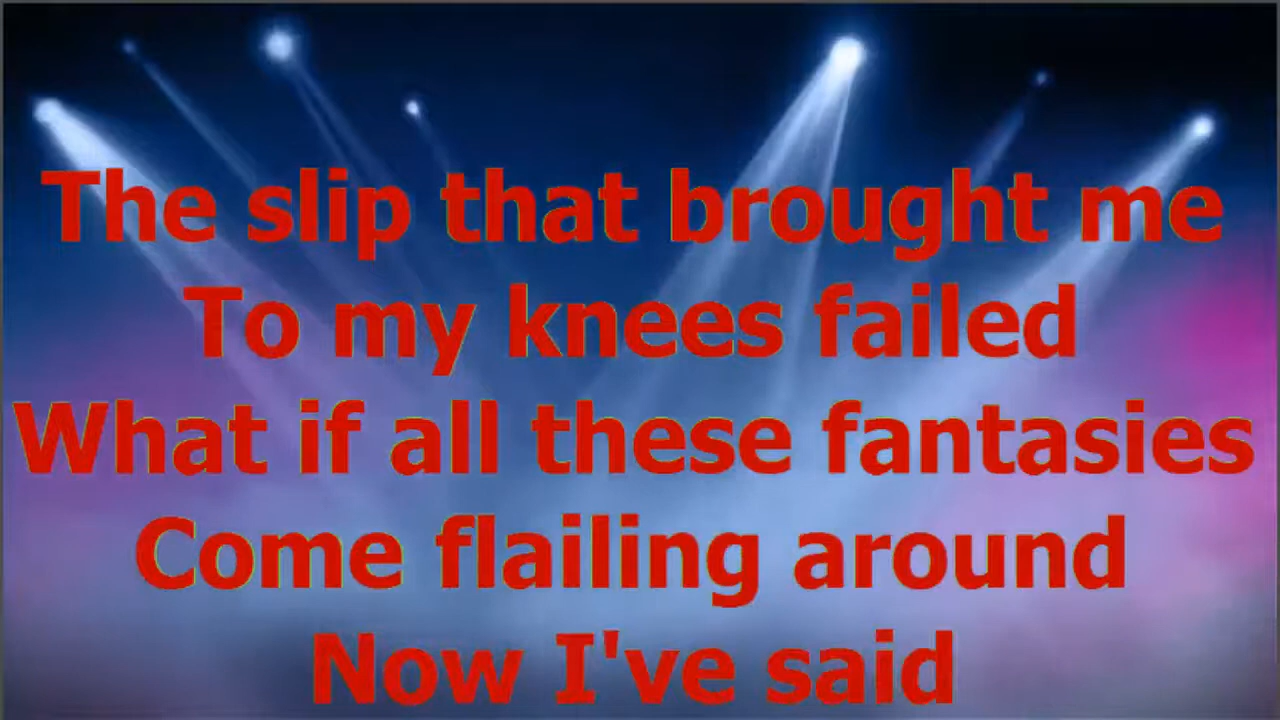 The slip that brought me
To my knees failed
What if all these fantasies
Come flailing around
Now I've said